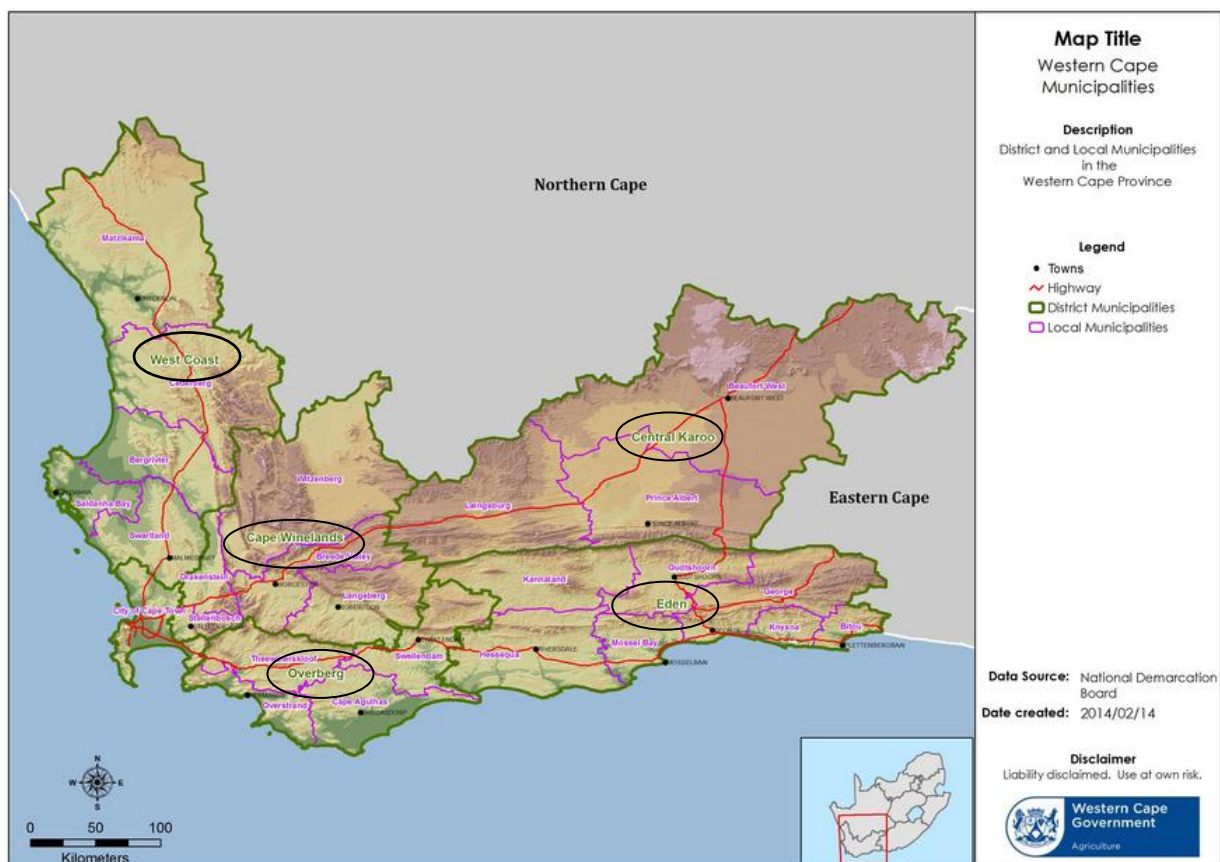 Map Title
Western Cape
Municipalities
Description
District and Local Municipalities
in the
Western Cape Province
Legend
Towns
Highway
District Municipalities
Local Municipalities
Northern Cape
Matzikama
West Coast
Cederberg
Beaufort West
BEAUFORT WEST
Central Karoo
Bergrivier
Witzenberg
Eastern Cape
Saldanha Bay
Laingsburg
Prince Albert
Swartland
Cape Winelands
Breede Valley
Kannaland
Oudtshoorn
Drakenstein
Langeberg
Eden
George
City of Cape Town
Stellenbosch
Knysna
Bitou
Mossel Bay
Swellendam
Hessequa
RIVERSDALE
Theewaterskloof
MOSSELBAAI
Overberg
Overstrand
Cape Agulhas
Data Source: National Demarcation
Board
Date created: 2014/02/14
Disclaimer
Liability disclaimed. Use at own risk.
Western Cape
Government
Agriculture
N
W E
S
0 50 100
Kilometers